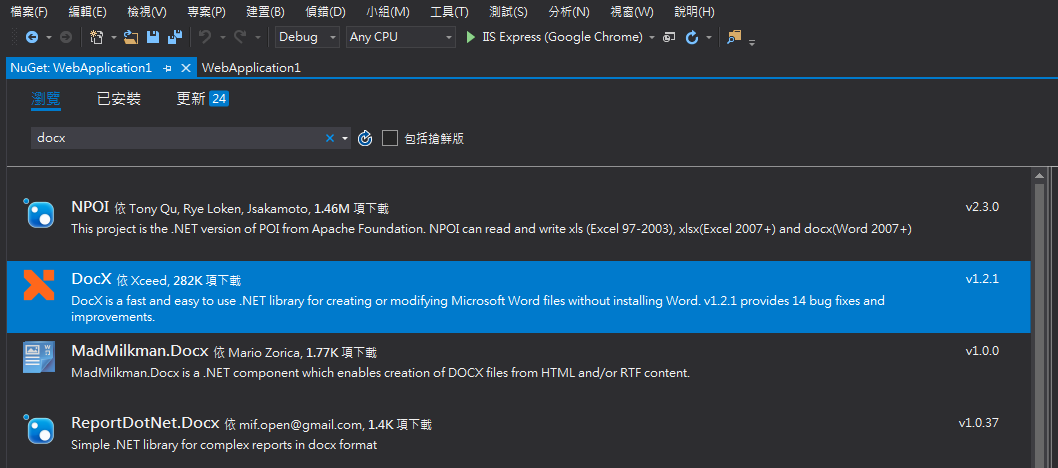 檔案(F) 編輯(E) 檢視(V) 專案(P) 建置(B) 偵錯(D) 小組(M) 工具(T) 測試(S) 分析(N) 視窗(W) 說明(H)
Debug Any CPU IIS Express (Google Chrome)
NuGet: WebApplication1 WebApplication1
瀏覽 已安裝 更新 24
docx 包括搶鮮版
NPOI 依 Tony Qu, Rye Loken, Jsakamoto, 1.46M 項下載 v2.3.0
This project is the .NET version of POI from Apache Foundation. NPOI can read and write xls (Excel 97-2003), xlsx(Excel 2007+) and docx(Word 2007+)
DocX 依 Xceed, 282K 項下載 v1.2.1
DocX is a fast and easy to use .NET library for creating or modifying Microsoft Word files without installing Word. v1.2.1 provides 14 bug fixes and
improvements.
MadMilkman.Docx 依 Mario Zorica, 1.77K 項下載 v1.0.0
MadMilkman.Docx is a .NET component which enables creation of DOCX files from HTML and/or RTF content.
ReportDotNet.Docx 依 mif.open@gmail.com, 1.4K 項下載 v1.0.37
Simple .NET library for complex reports in docx format